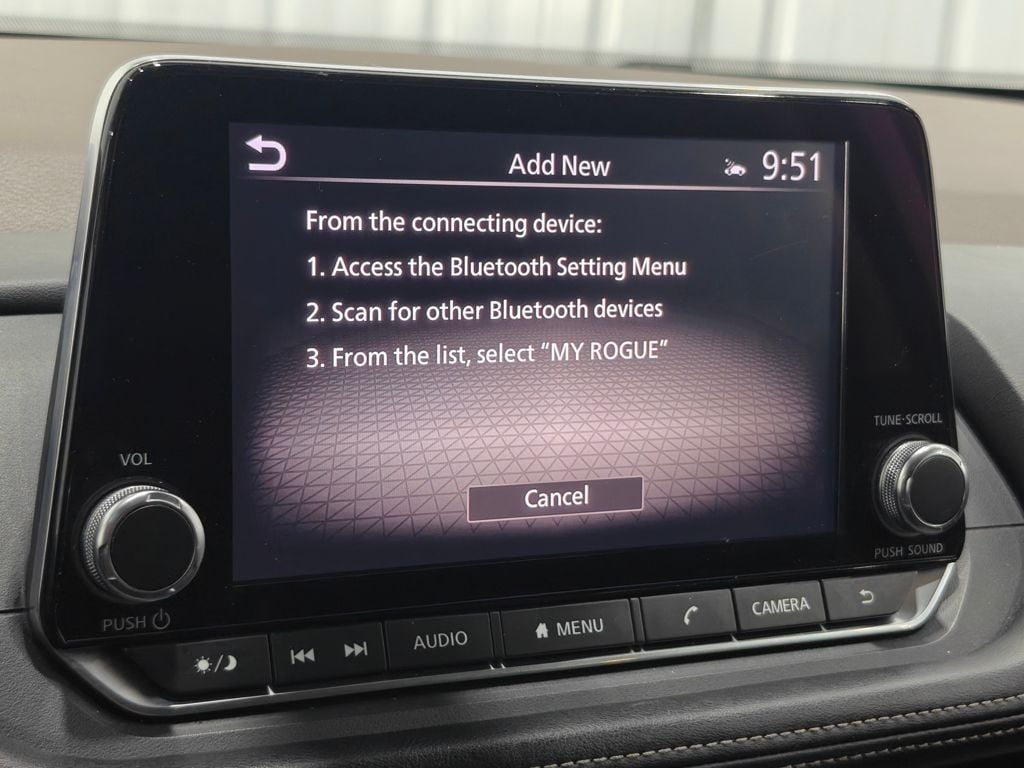 Add New
9:51
From the connecting device:
1. Access the Bluetooth Setting Menu
2. Scan for other Bluetooth devices
3. From the list, select “MY ROGUE”
Cancel
VOL
PUSH
TUNE·SCROLL
PUSH SOUND
AUDIO
MENU
CAMERA